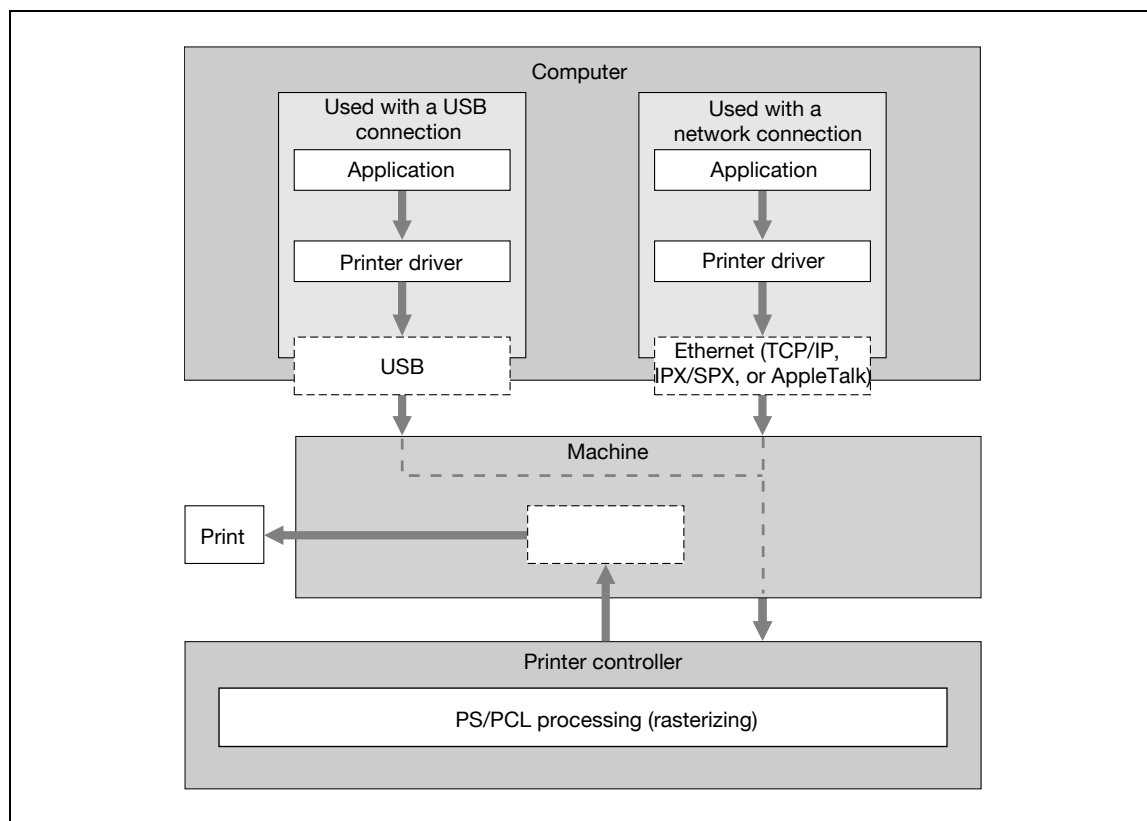 Computer
Used with a USB
connection
Application
Printer driver
USB
Used with a
network connection
Application
Printer driver
Ethernet (TCP/IP,
IPX/SPX, or AppleTalk)
Machine
Print
Printer controller
PS/PCL processing (rasterizing)